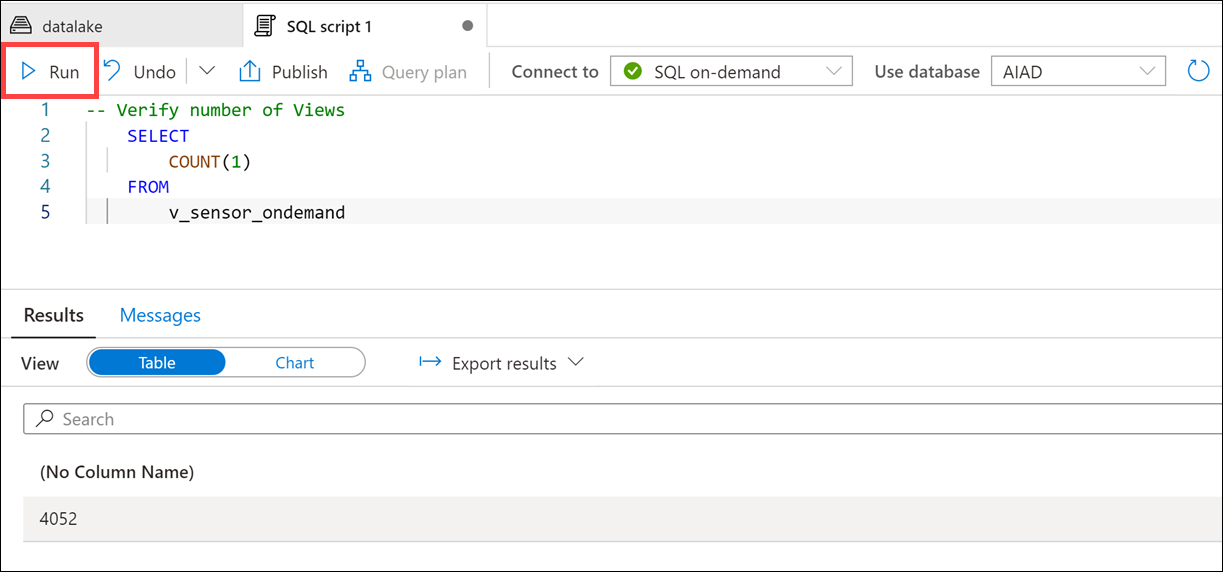 datalake SQL script 1
Run Undo Publish Query plan Connect to SQL on-demand Use database AIAD
1 -- Verify number of Views
2 SELECT
3 COUNT(1)
4 FROM
5 v_sensor_ondemand
Results Messages
View Table Chart Export results
Search
(No Column Name)
4052